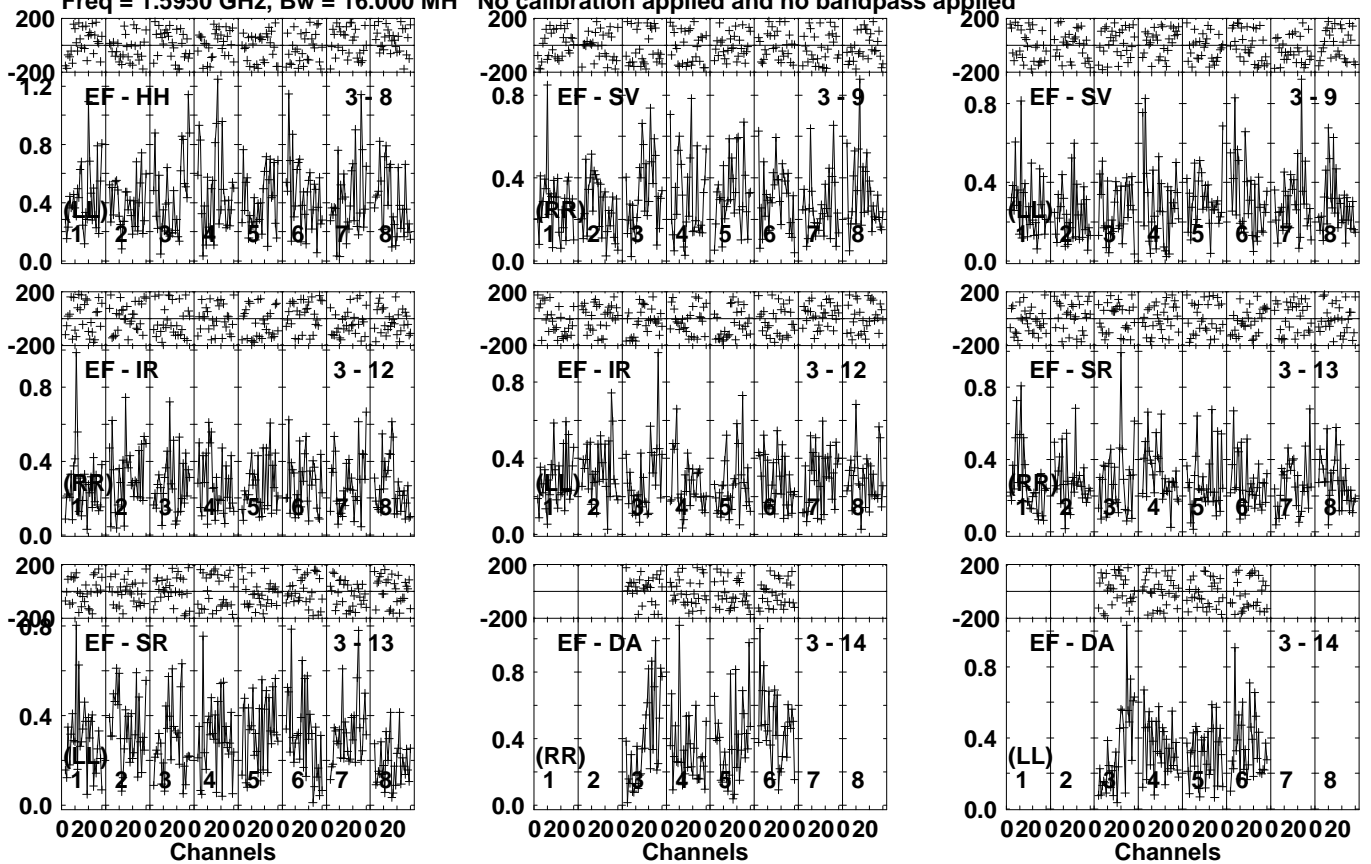 Freq = 1.5950 GHz, Bw = 16.000 MH No calibration applied and no bandpass applied
200
-200
1.2
0.8
0.4
0.0
EF - HH 3 - 8
(LL)
1 2 3 4 5 6 7 8
200
-200
0.8
0.4
0.0
EF - SV 3 - 9
(RR)
1 2 3 4 5 6 7 8
200
-200
0.8
0.4
0.0
EF - SV 3 - 9
(LL)
1 2 3 4 5 6 7 8
200
-200
0.8
0.4
0.0
EF - IR 3 - 12
(RR)
1 2 3 4 5 6 7 8
200
-200
0.8
0.4
0.0
EF - IR 3 - 12
(LL)
1 2 3 4 5 6 7 8
200
-200
0.8
0.4
0.0
EF - SR 3 - 13
(RR)
1 2 3 4 5 6 7 8
200
-200
0.8
0.4
0.0
EF - SR 3 - 13
(LL)
1 2 3 4 5 6 7 8
0 20 0 20 0 20 0 20 0 20 0 20 0 20 0 20
Channels
200
-200
0.8
0.4
0.0
EF - DA 3 - 14
(RR)
1 2 3 4 5 6 7 8
0 20 0 20 0 20 0 20 0 20 0 20 0 20 0 20
Channels
200
-200
0.8
0.4
0.0
EF - DA 3 - 14
(LL)
1 2 3 4 5 6 7 8
0 20 0 20 0 20 0 20 0 20 0 20 0 20 0 20
Channels